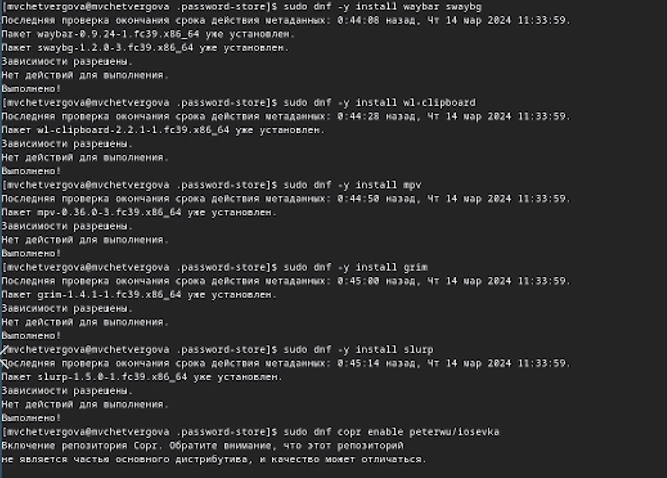 [mvchetvergova@mvchetvergova .password-store]$ sudo dnf -y install waybar swaybg
Последняя проверка окончания срока действия метаданных: 0:44:08 назад, Чт 14 мар 2024 11:33:59.
Пакет waybar-0.9.24-1.fc39.x86_64 уже установлен.
Пакет swaybg-1.2.0-3.fc39.x86_64 уже установлен.
Зависимости разрешены.
Нет действий для выполнения.
Выполнено!
[mvchetvergova@mvchetvergova .password-store]$ sudo dnf -y install wl-clipboard
Последняя проверка окончания срока действия метаданных: 0:44:28 назад, Чт 14 мар 2024 11:33:59.
Пакет wl-clipboard-2.2.1-1.fc39.x86_64 уже установлен.
Зависимости разрешены.
Нет действий для выполнения.
Выполнено!
[mvchetvergova@mvchetvergova .password-store]$ sudo dnf -y install mpv
Последняя проверка окончания срока действия метаданных: 0:44:50 назад, Чт 14 мар 2024 11:33:59.
Пакет mpv-0.36.0-3.fc39.x86_64 уже установлен.
Зависимости разрешены.
Нет действий для выполнения.
Выполнено!
[mvchetvergova@mvchetvergova .password-store]$ sudo dnf -y install grim
Последняя проверка окончания срока действия метаданных: 0:45:00 назад, Чт 14 мар 2024 11:33:59.
Пакет grim-1.4.1-1.fc39.x86_64 уже установлен.
Зависимости разрешены.
Нет действий для выполнения.
Выполнено!
[mvchetvergova@mvchetvergova .password-store]$ sudo dnf -y install slurp
Последняя проверка окончания срока действия метаданных: 0:45:14 назад, Чт 14 мар 2024 11:33:59.
Пакет slurp-1.5.0-1.fc39.x86_64 уже установлен.
Зависимости разрешены.
Нет действий для выполнения.
Выполнено!
[mvchetvergova@mvchetvergova .password-store]$ sudo dnf copr enable peterwu/iosevka
Включение репозитория Copr. Обратите внимание, что этот репозиторий
не является частью основного дистрибутива, и качество может отличаться.